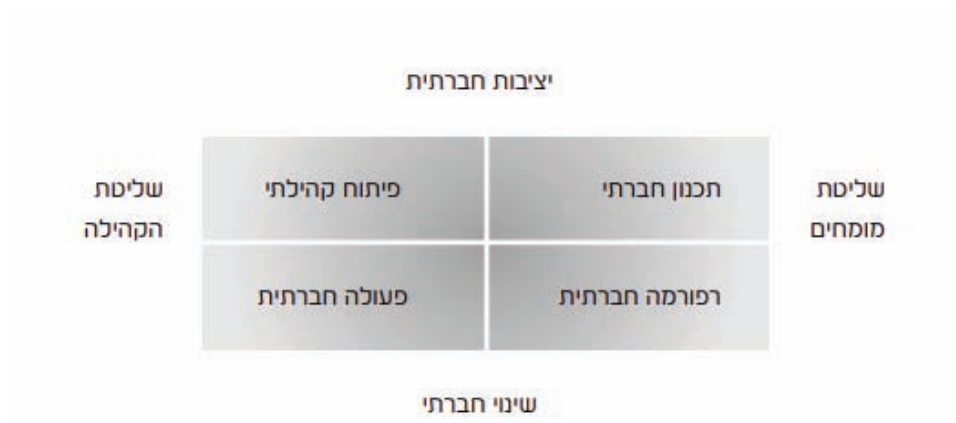 יציבות חברתית
שליטת
מומחים
תכנון חברתי
פיתוח קהילתי
שליטת
הקהילה
רפורמה חברתית
פעולה חברתית
שינוי חברתי